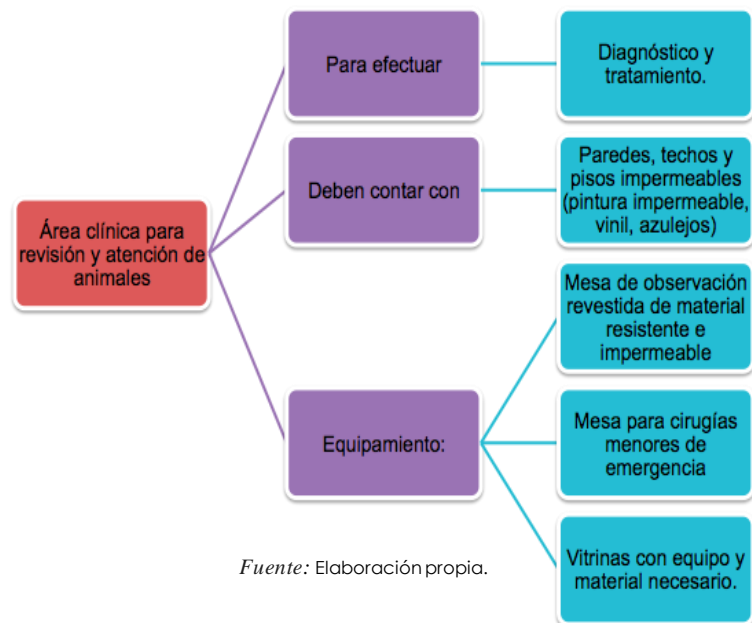 Área clínica para
revisión y atención de
animales
Para efectuar
Diagnóstico y
tratamiento.
Deben contar con
Paredes, techos y
pisos impermeables
(pintura impermeable,
vinil, azulejos)
Equipamiento:
Mesa de observación
revestida de material
resistente e
impermeable
Mesa para cirugías
menores de
emergencia
Vitrinas con equipo y
material necesario.
Fuente: Elaboración propia.